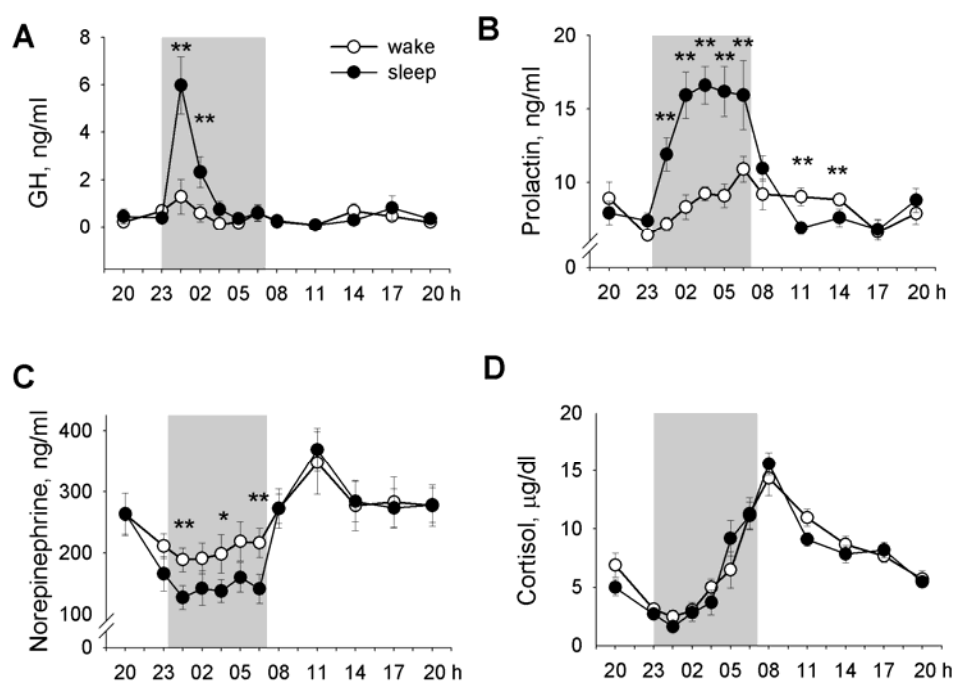 A
8
6
4
2
0
GH, ng/ml
** **
wake
sleep
20 23 02 05 08 11 14 17 20 h
B
20
15
10
0
Prolactin, ng/ml
** ** ** ** ** ** **
20 23 02 05 08 11 14 17 20 h
C
400
300
200
100
0
Norepinephrine, ng/ml
** * **
20 23 02 05 08 11 14 17 20 h
D
20
15
10
5
0
Cortisol, µg/dl
20 23 02 05 08 11 14 17 20 h